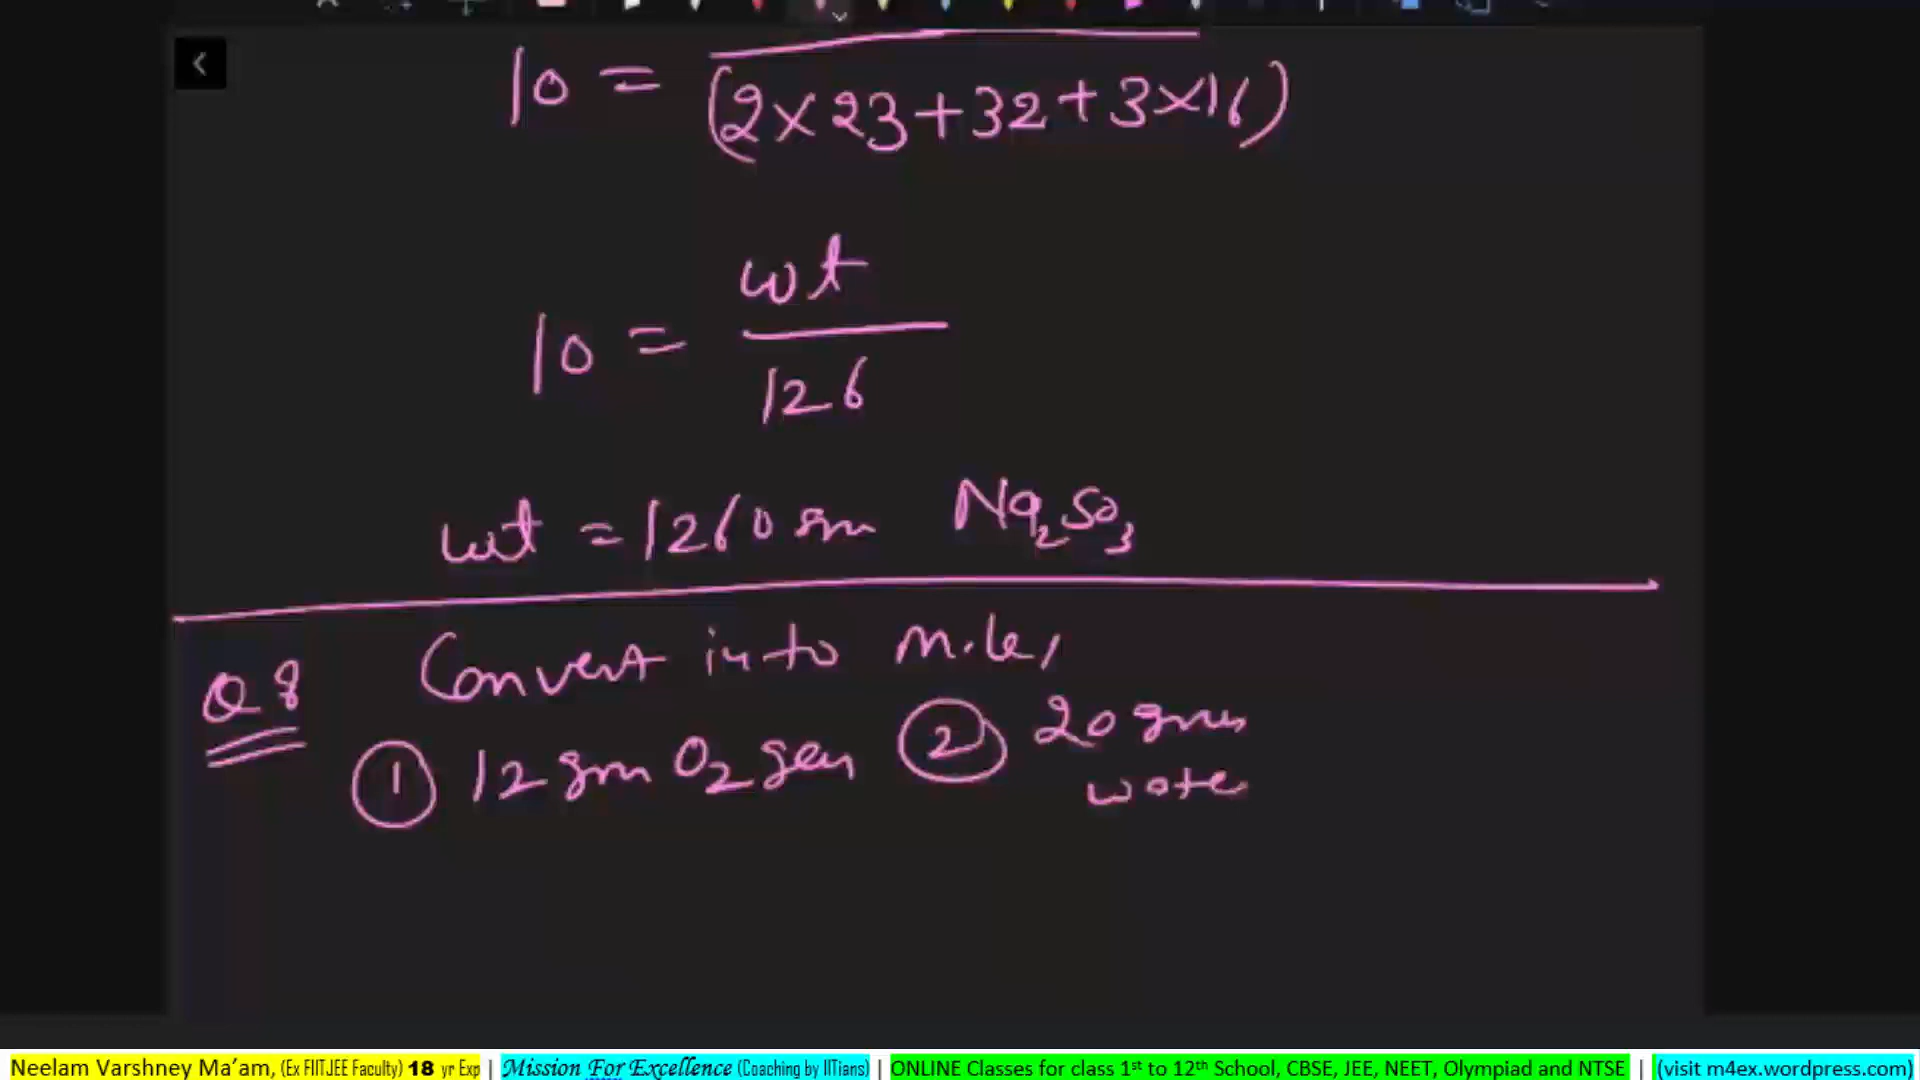 10 = (2×23+32+3×16)
10 = wt
126
wt = 1260 gm Na2SO3
Q8 Convert into moles
① 12 gm O2 gas ② 20 gms
water
Neelam Varshney Ma'am, (Ex FIITJEE Faculty) 18 yr Exp | Mission For Excellence (Coaching by IITians) | ONLINE Classes for class 1st to 12th School, CBSE, JEE, NEET, Olympiad and NTSE | (visit m4ex.wordpress.com)